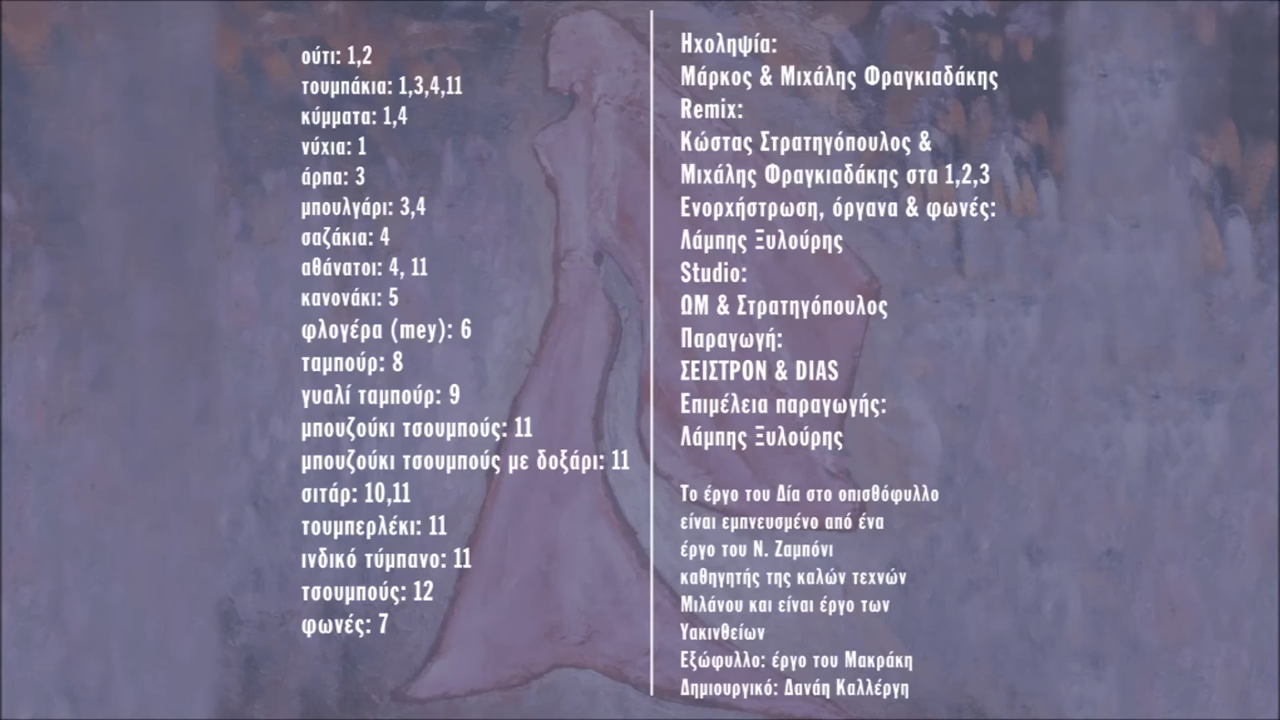 ούτι: 1,2
τουμπάκια: 1,3,4,11
κύμματα: 1,4
νύχια: 1
άρπα: 3
μπουλγάρι: 3,4
σαζάκια: 4
αθάνατοι: 4, 11
κανονάκι: 5
φλογέρα (mey): 6
ταμπούρ: 8
γυαλί ταμπούρ: 9
μπουζούκι τσουμπούς: 11
μπουζούκι τσουμπούς με δοξάρι: 11
σιτάρ: 10,11
τουμπερλέκι: 11
ινδικό τύμπανο: 11
τσουμπούς: 12
φωνές: 7
Ηχοληψία:
Μάρκος & Μιχάλης Φραγκιαδάκης
Remix:
Κώστας Στρατηγόπουλος &
Μιχάλης Φραγκιαδάκης στα 1,2,3
Ενορχήστρωση, όργανα & φωνές:
Λάμπης Ξυλούρης
Studio:
ΩΜ & Στρατηγόπουλος
Παραγωγή:
ΣΕΙΣΤΡΟΝ & DIAS
Επιμέλεια παραγωγής:
Λάμπης Ξυλούρης
Το έργο του Δία στο οπισθόφυλλο
είναι εμπνευσμένο από ένα
έργο του Ν. Ζαμπόνι
καθηγητής της καλών τεχνών
Μιλάνου και είναι έργο των
Υακινθείων
Εξώφυλλο: έργο του Μακράκη
Δημιουργικό: Δανάη Καλλέργη